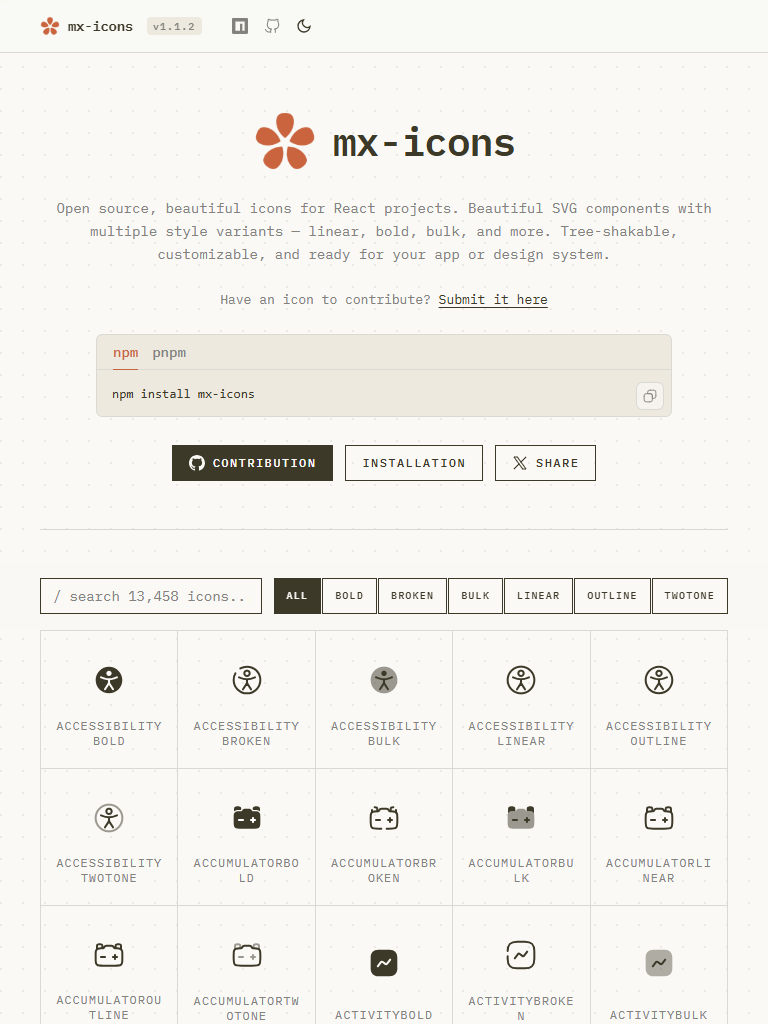 mx-icons v1.1.2
mx-icons
Open source, beautiful icons for React projects. Beautiful SVG components with
multiple style variants — linear, bold, bulk, and more. Tree-shakable,
customizable, and ready for your app or design system.
Have an icon to contribute? Submit it here
npm pnpm
npm install mx-icons
CONTRIBUTION INSTALLATION SHARE
/ search 13,458 icons.. ALL BOLD BROKEN BULK LINEAR OUTLINE TWOTONE
ACCESSIBILITY ACCESSIBILITY ACCESSIBILITY ACCESSIBILITY ACCESSIBILITY
BOLD BROKEN BULK LINEAR OUTLINE
ACCESSIBILITY ACCUMULATORBO ACCUMULATORBR ACCUMULATORBU ACCUMULATORLI
TWOTONE LD OKEN LK NEAR
ACCUMULATOROU ACCUMULATORTW ACTIVITYBOLD ACTIVITYBROKE ACTIVITYBULK
TLINE OTONE N